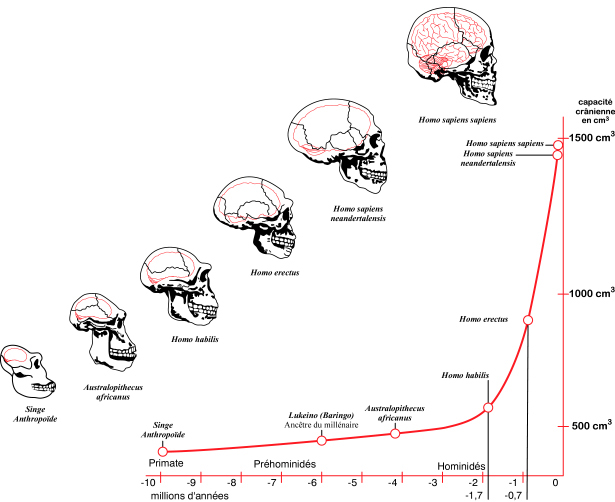 Homo sapiens sapiens
capacité
crânienne
en cm³
1500 cm³
Homo sapiens sapiens
Homo sapiens
neandertalensis
Homo sapiens
neandertalensis
Homo erectus
1000 cm³
Homo erectus
Homo habilis
Homo habilis
Australopithecus
africanus
Singe
Anthropoïde
Singe
Anthropoïde
Lukeino (Baringo)
Ancêtre du millénaire
Australopithecus
africanus
500 cm³
Primate
Préhominidés
Hominidés
-10 -9 -8 -7 -6 -5 -4 -3 -2 -1 0
millions d'années
-1,7 -0,7